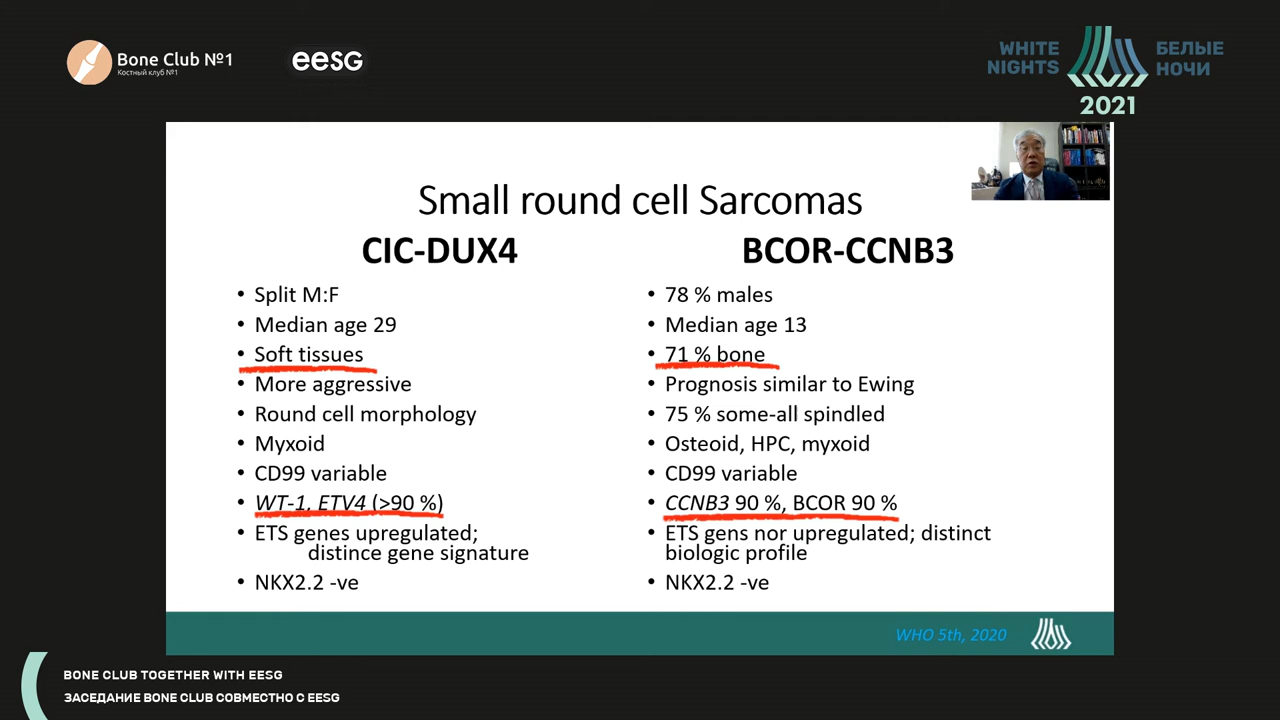 Bone Club №1
Костный клуб №1
eesg
WHITE NIGHTS
БЕЛЫЕ НОЧИ
2021
Small round cell Sarcomas
CIC-DUX4
• Split M:F
• Median age 29
• Soft tissues
• More aggressive
• Round cell morphology
• Myxoid
• CD99 variable
• WT-1, ETV4 (>90 %)
• ETS genes upregulated;
distince gene signature
• NKX2.2 -ve
BCOR-CCNB3
• 78 % males
• Median age 13
• 71 % bone
• Prognosis similar to Ewing
• 75 % some-all spindled
• Osteoid, HPC, myxoid
• CD99 variable
• CCNB3 90 %, BCOR 90 %
• ETS gens nor upregulated; distinct
biologic profile
• NKX2.2 -ve
WHO 5th, 2020
BONE CLUB TOGETHER WITH EESG
ЗАСЕДАНИЕ BONE CLUB СОВМЕСТНО С EESG